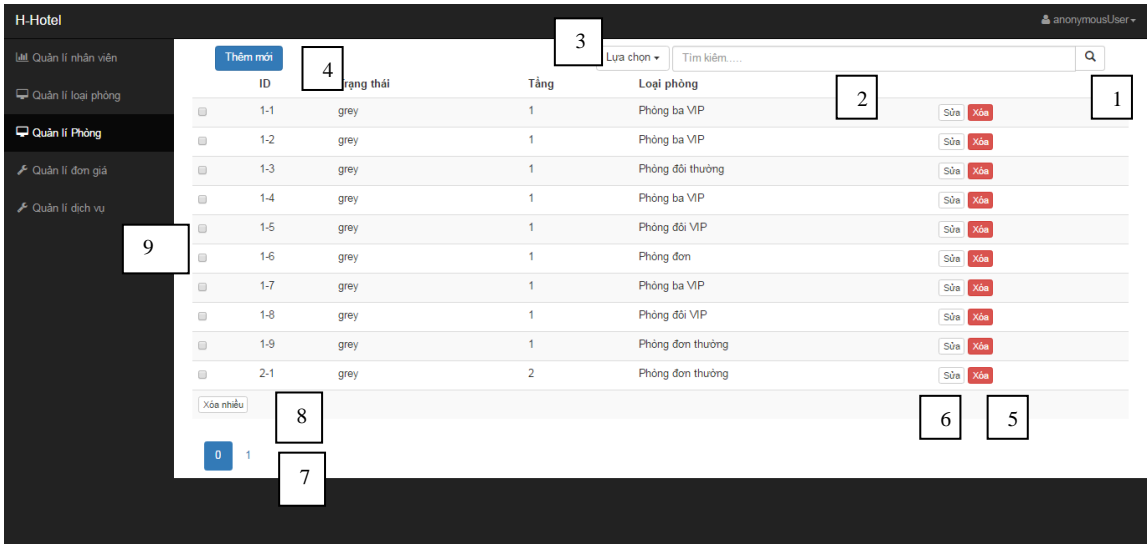 H-Hotel
anonymousUser
Quản lí nhân viên
Quản lí loại phòng
Quản lí Phòng
Quản lí đơn giá
Quản lí dịch vụ
9
Thêm mới
4
3
Lựa chọn
Tìm kiếm.....
2
1
ID Trạng thái Tầng Loại phòng
1-1 grey 1 Phòng ba VIP Sửa Xóa
1-2 grey 1 Phòng ba VIP Sửa Xóa
1-3 grey 1 Phòng đôi thường Sửa Xóa
1-4 grey 1 Phòng ba VIP Sửa Xóa
1-5 grey 1 Phòng đôi VIP Sửa Xóa
1-6 grey 1 Phòng đơn Sửa Xóa
1-7 grey 1 Phòng ba VIP Sửa Xóa
1-8 grey 1 Phòng đôi VIP Sửa Xóa
1-9 grey 1 Phòng đơn thường Sửa Xóa
2-1 grey 2 Phòng đơn thường Sửa Xóa
Xóa nhiều
8
6
5
0 1
7